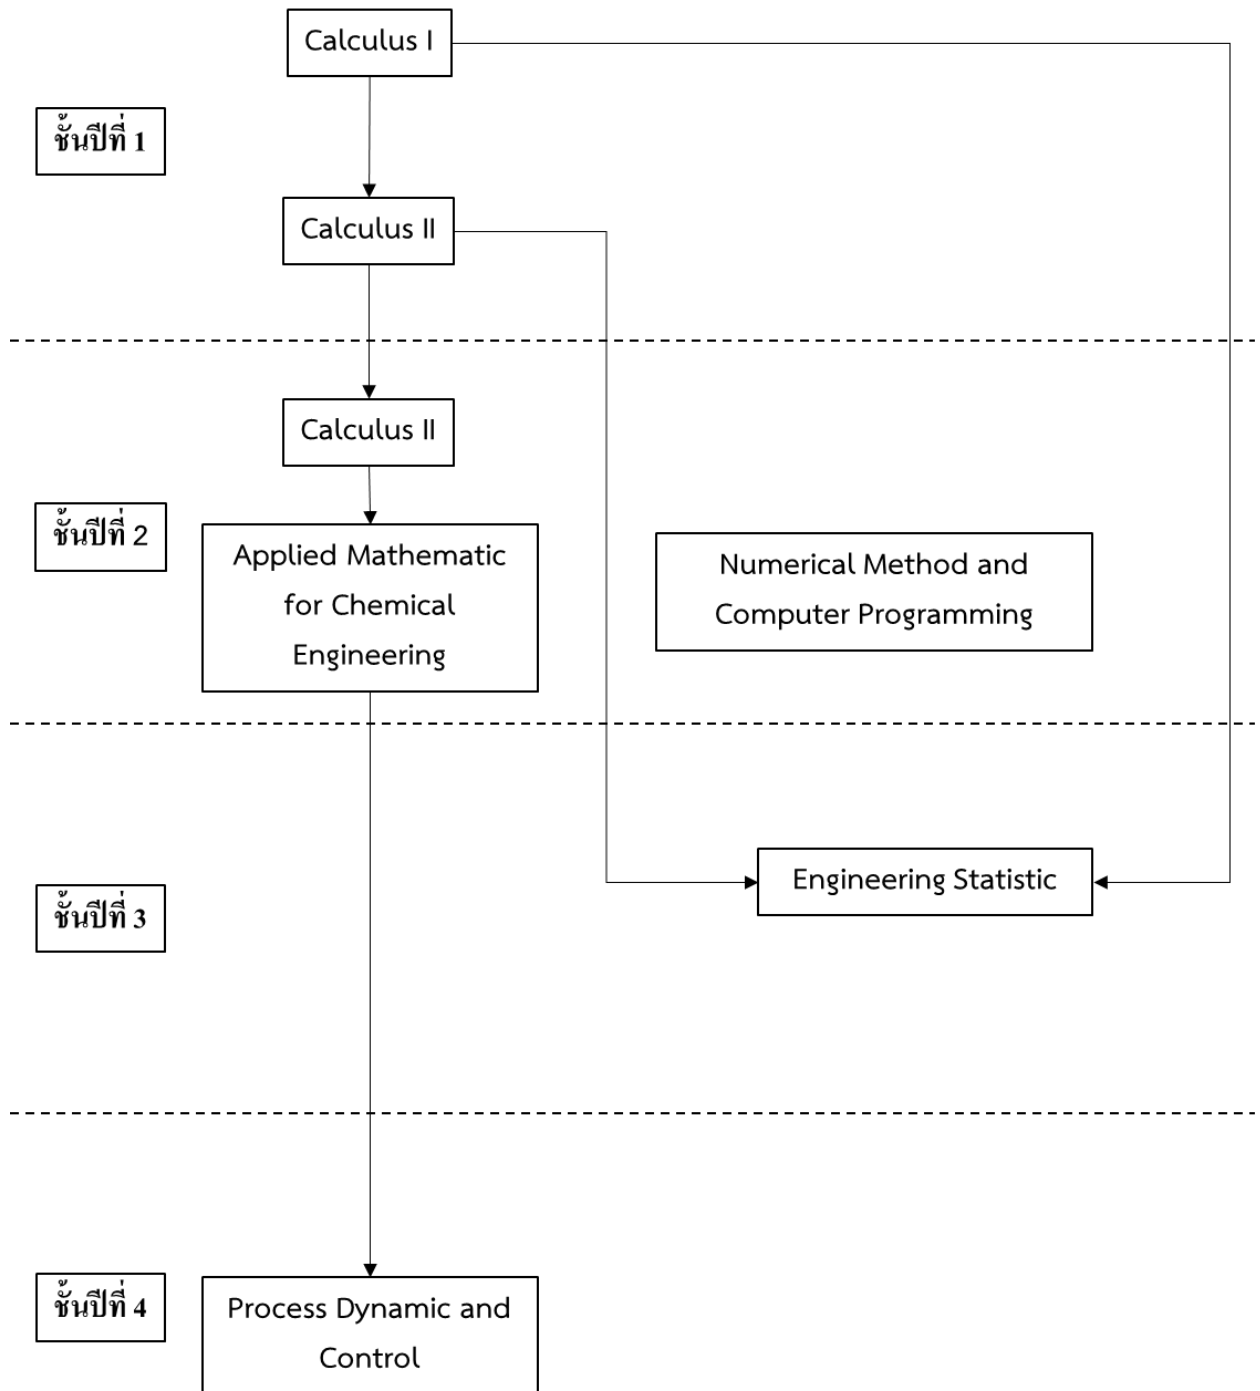 Calculus I
ชั้นปีที่ 1
Calculus II
Calculus II
ชั้นปีที่ 2
Applied Mathematic
for Chemical
Engineering
Numerical Method and
Computer Programming
Engineering Statistic
ชั้นปีที่ 3
ชั้นปีที่ 4
Process Dynamic and
Control